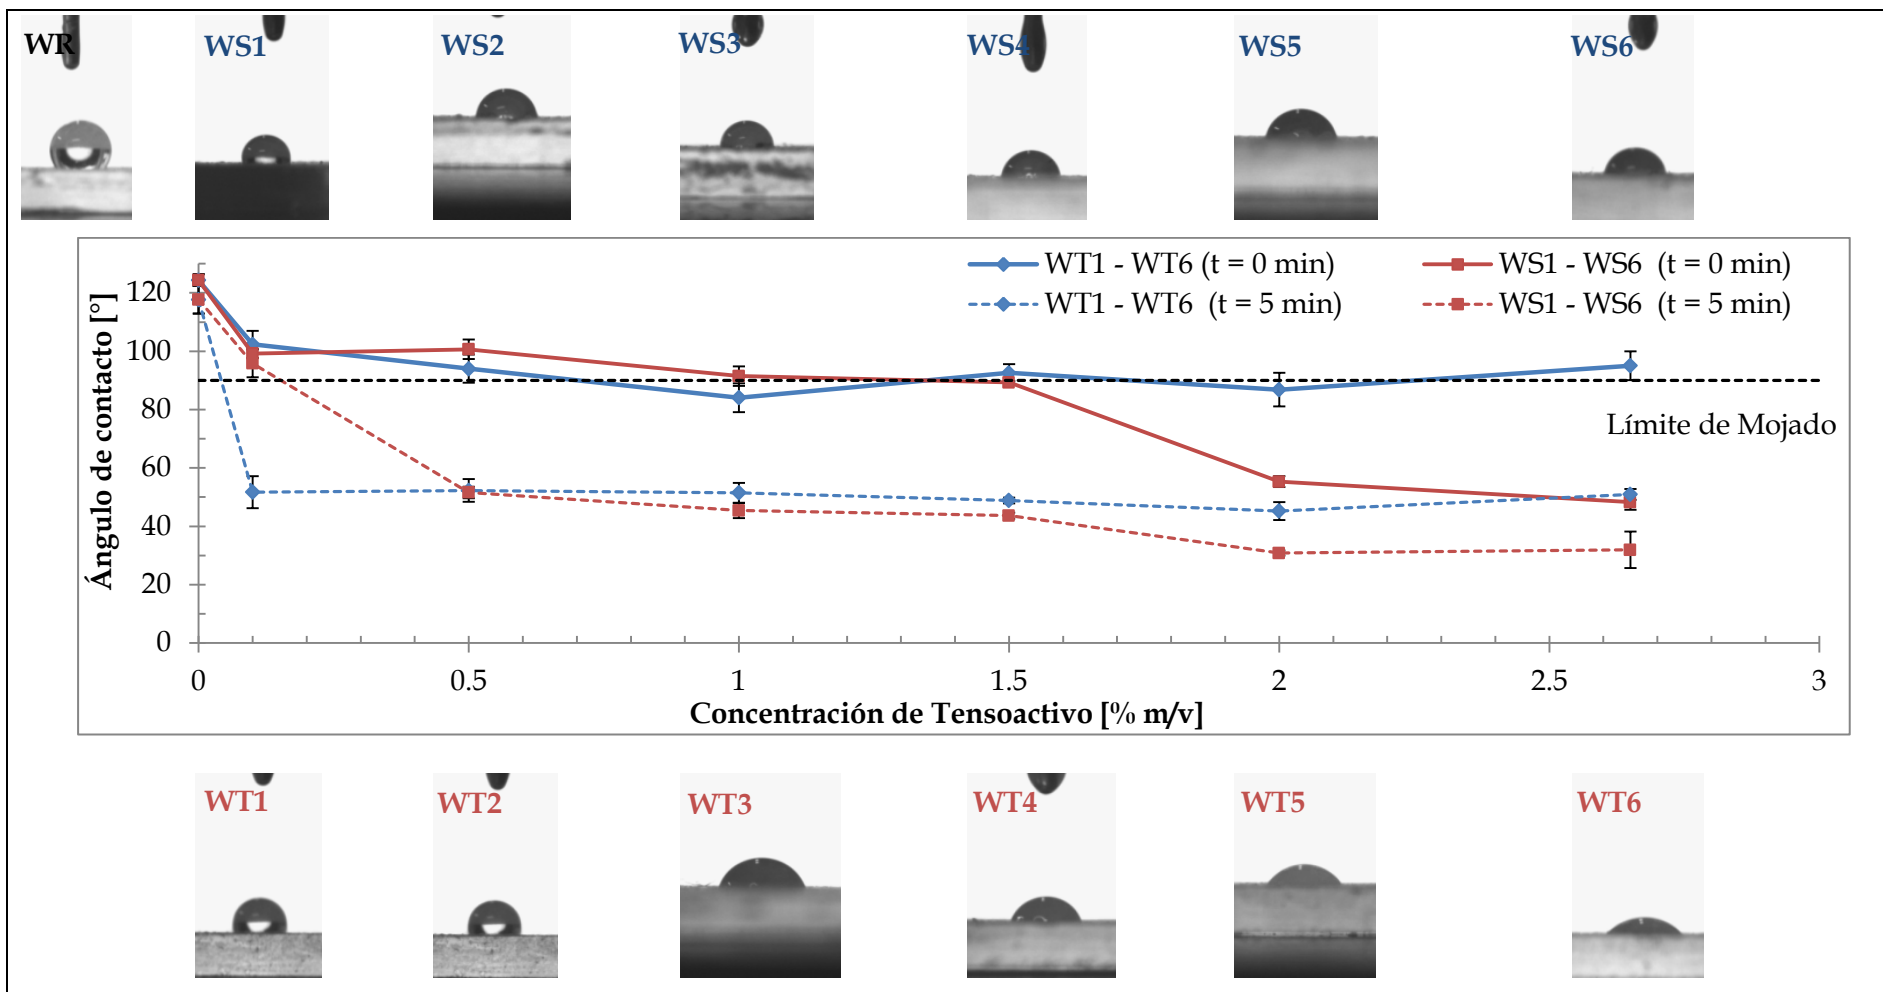 WR
WS1
WS2
WS3
WS4
WS5
WS6
WT1 - WT6 (t = 0 min)
WS1 - WS6 (t = 0 min)
WT1 - WT6 (t = 5 min)
WS1 - WS6 (t = 5 min)
Ángulo de contacto [°]
120
100
80
60
40
20
0
Límite de Mojado
0
0.5
1
1.5
2
2.5
3
Concentración de Tensoactivo [% m/v]
WT1
WT2
WT3
WT4
WT5
WT6